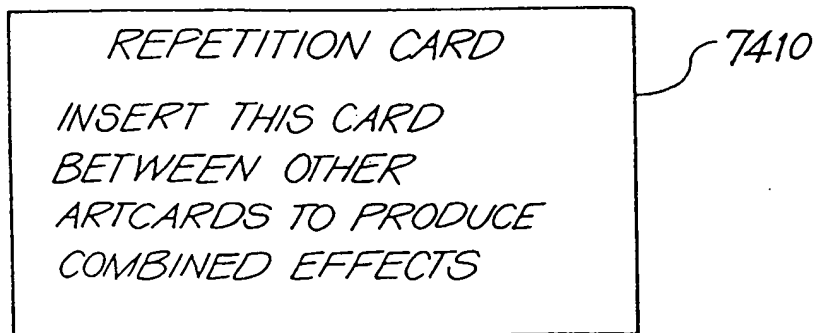 REPETITION CARD
7410
INSERT THIS CARD
BETWEEN OTHER
ARTCARDS TO PRODUCE
COMBINED EFFECTS